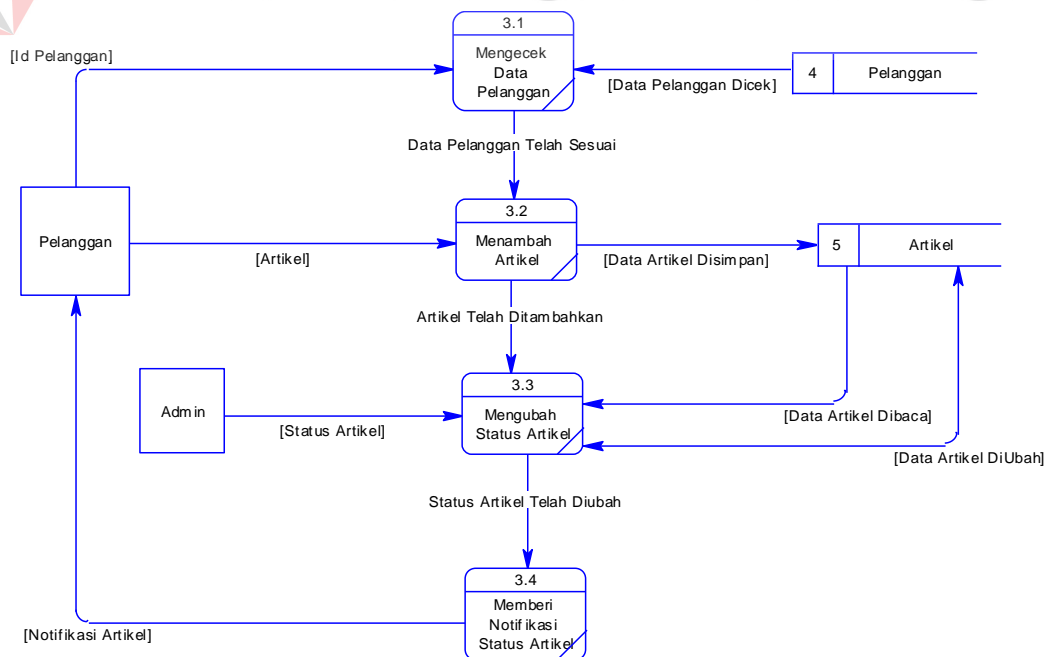 3.1
[Id Pelanggan]
Mengecek
Data
Pelanggan
4
Pelanggan
[Data Pelanggan Dicek]
Data Pelanggan Telah Sesuai
3.2
Pelanggan
Menambah
Artikel
[Artikel]
[Data Artikel Disimpan]
5
Artikel
Artikel Telah Ditambahkan
3.3
Admin
Mengubah
Status Artikel
[Status Artikel]
[Data Artikel Dibaca]
[Data Artikel DiUbah]
Status Artikel Telah Diubah
3.4
Memberi
Notifikasi
Status Artikel
[Notifikasi Artikel]